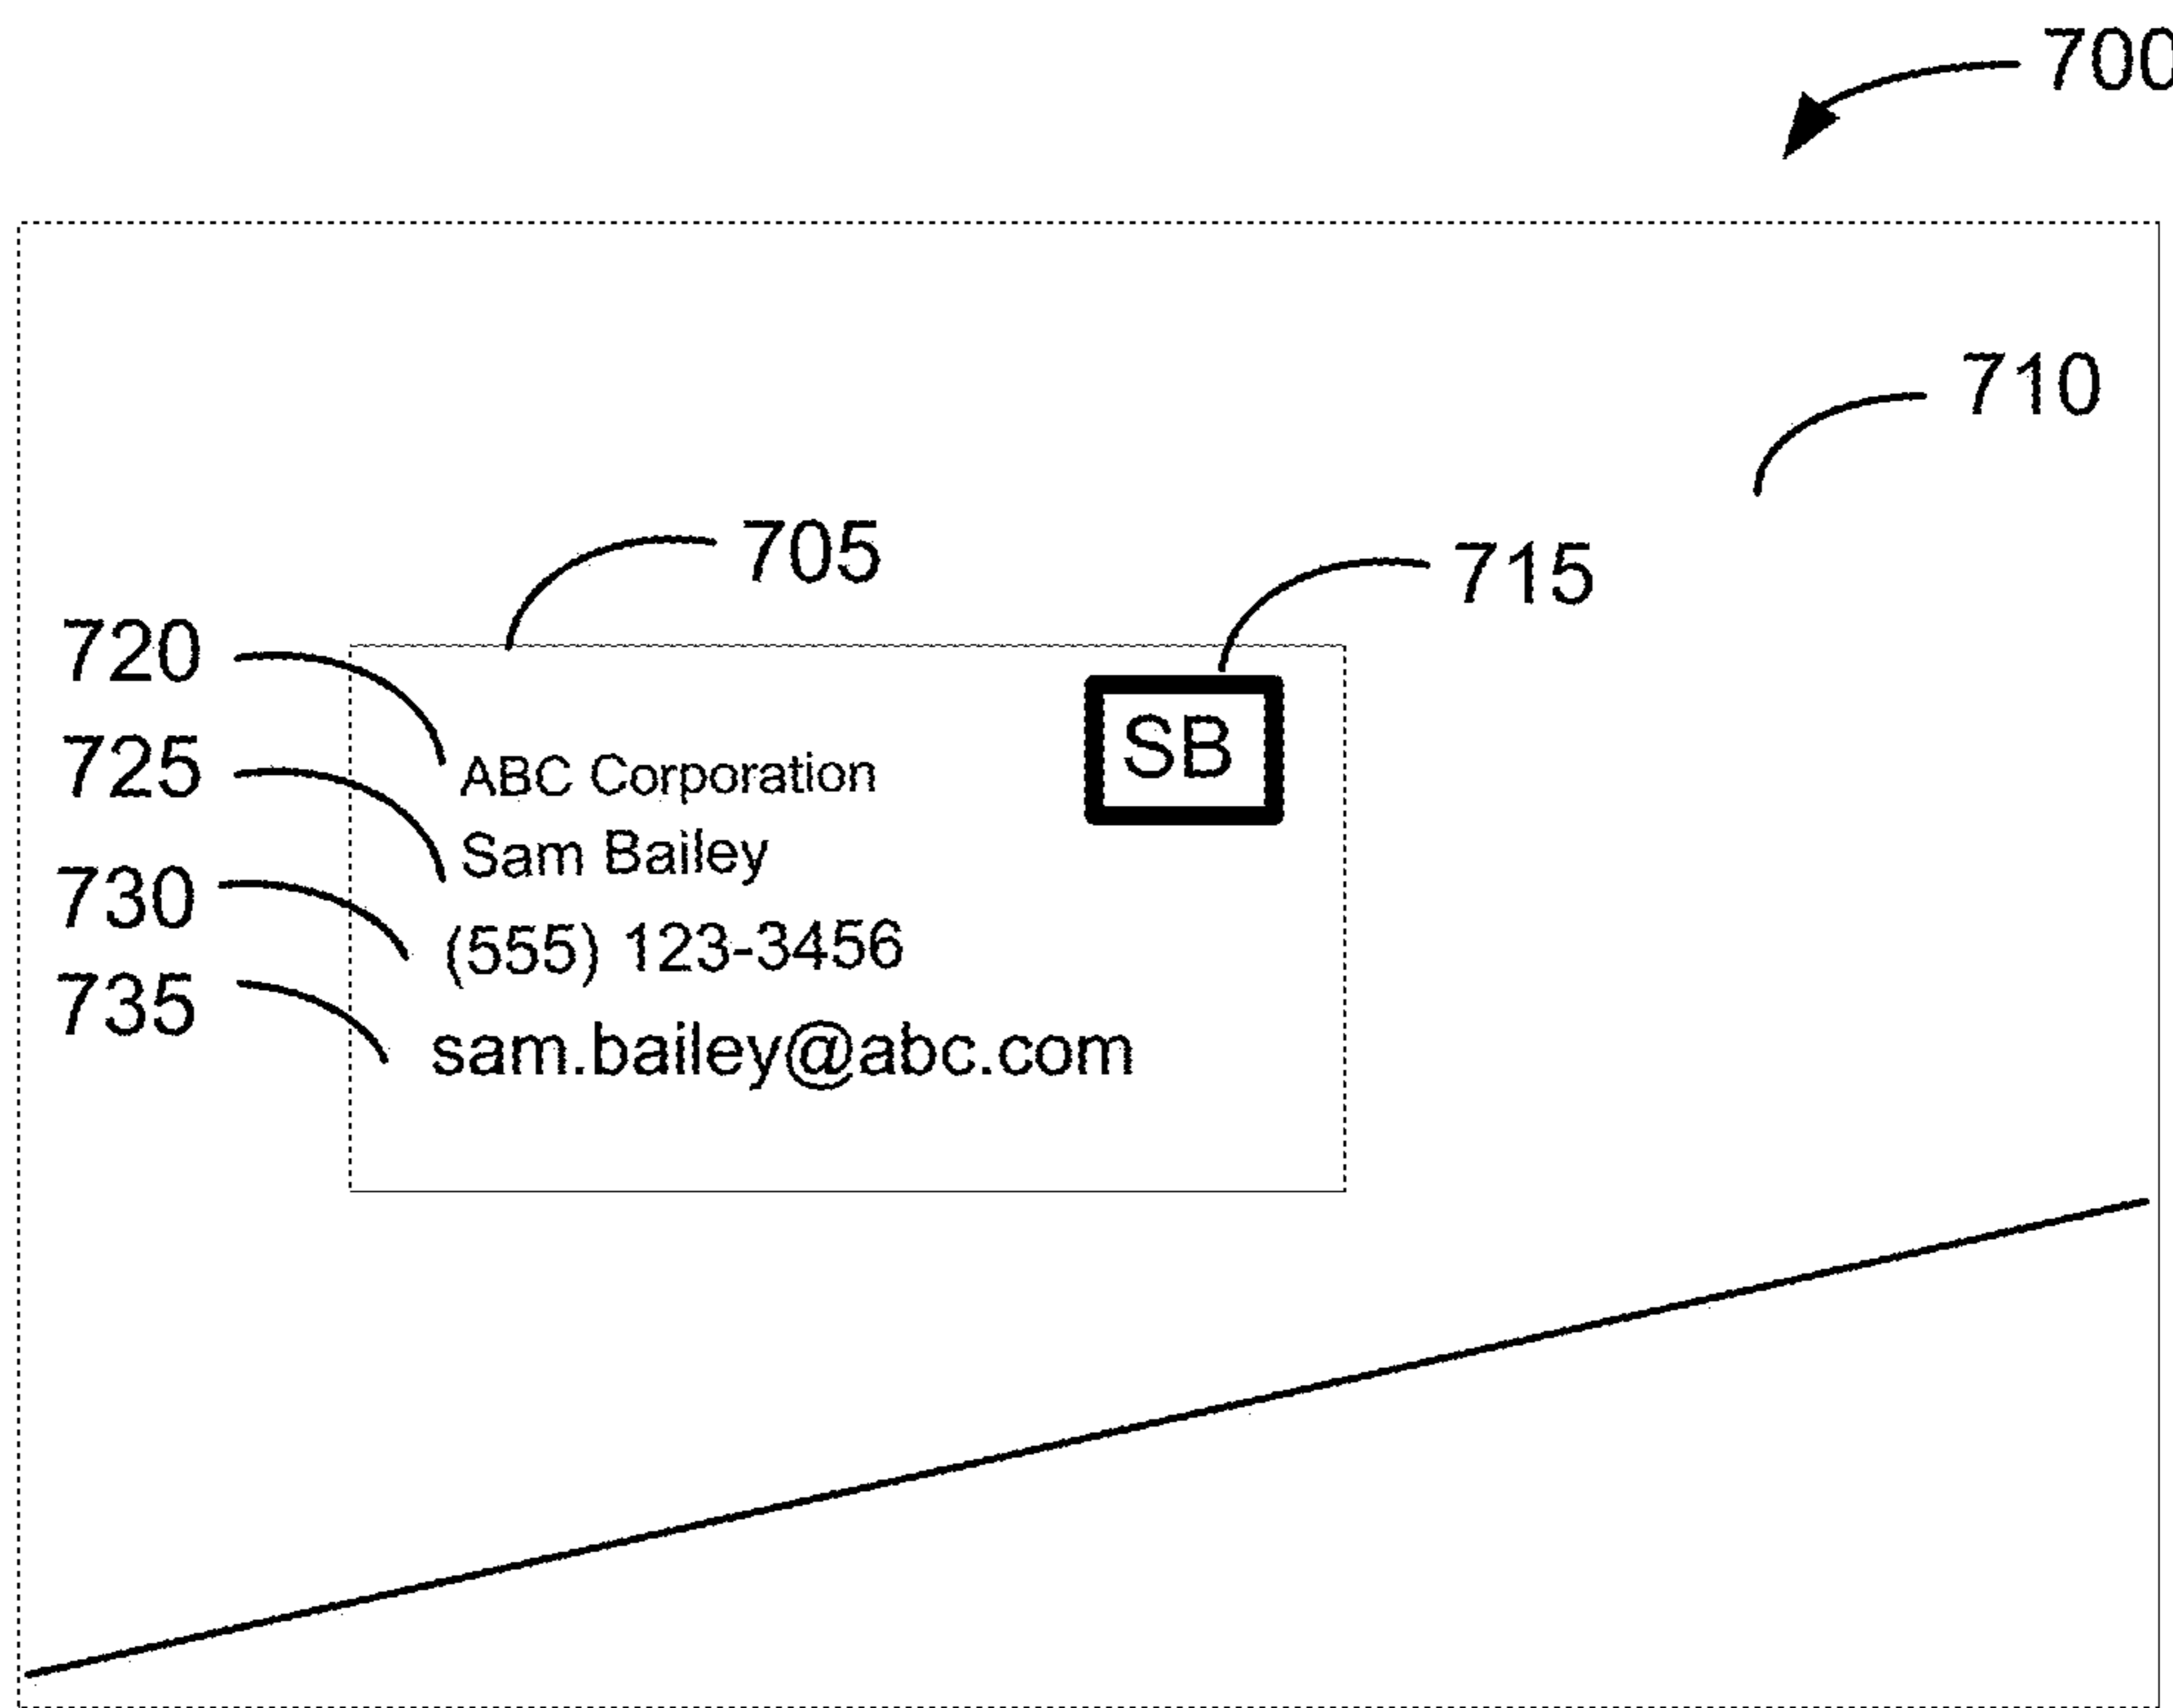 700
710
705
715
720
SB
725
ABC Corporation
Sam Bailey
730
(555) 123-3456
735
sam.bailey@abc.com